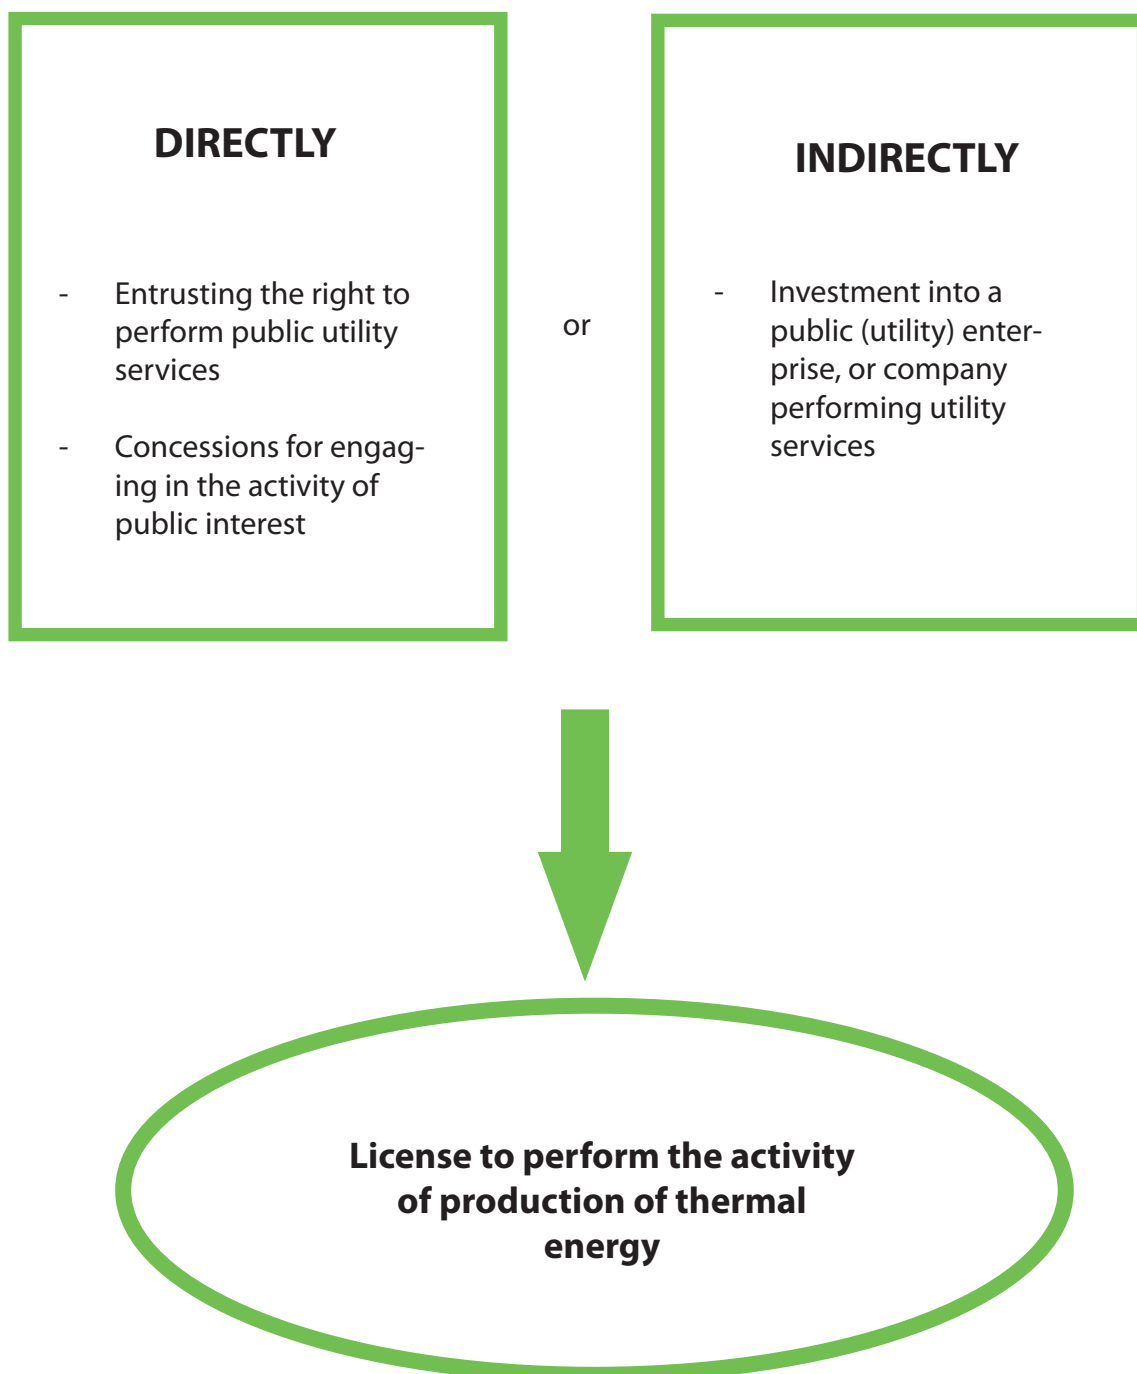 DIRECTLY
- Entrusting the right to
perform public utility
services
- Concessions for engag-
ing in the activity of
public interest
or
INDIRECTLY
- Investment into a
public (utility) enter-
prise, or company
performing utility
services
License to perform the activity
of production of thermal
energy